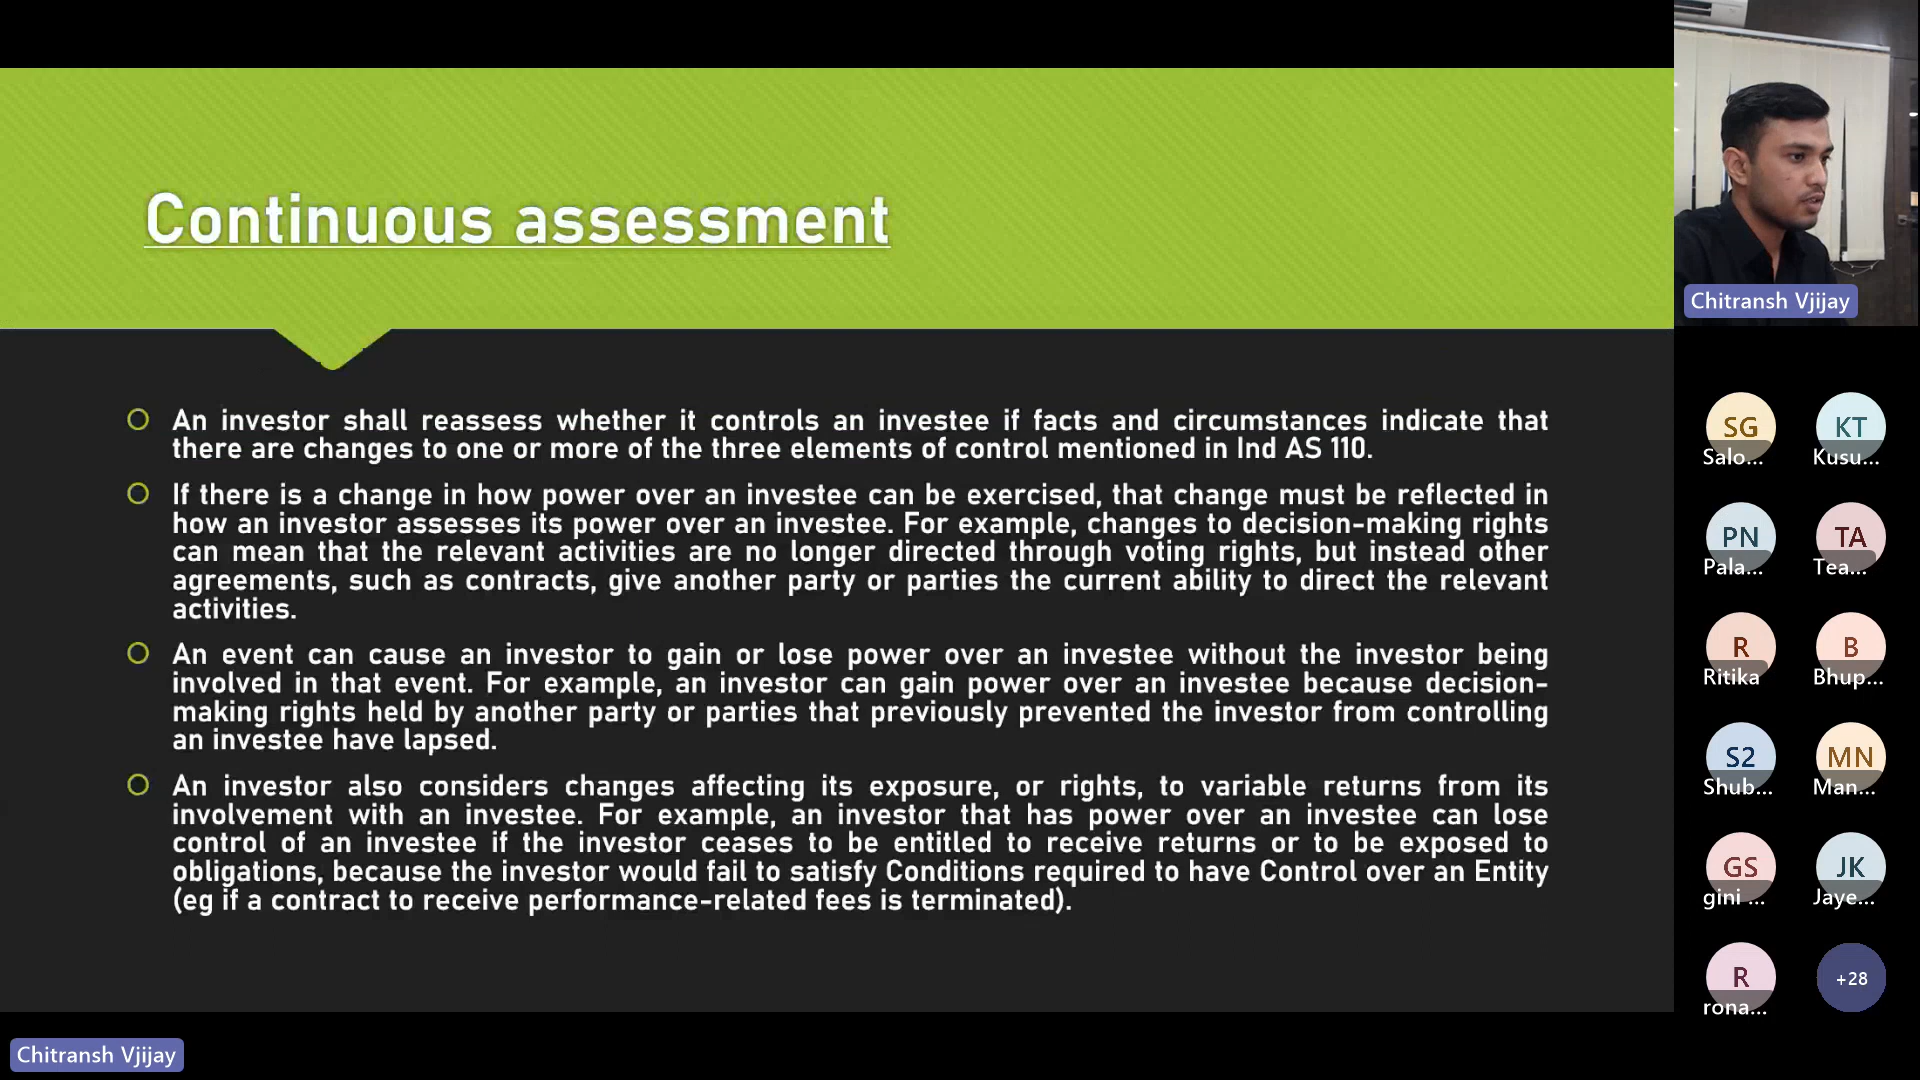 Continuous assessment
An investor shall reassess whether it controls an investee if facts and circumstances indicate that
there are changes to one or more of the three elements of control mentioned in Ind AS 110.
If there is a change in how power over an investee can be exercised, that change must be reflected in
how an investor assesses its power over an investee. For example, changes to decision-making rights
can mean that the relevant activities are no longer directed through voting rights, but instead other
agreements, such as contracts, give another party or parties the current ability to direct the relevant
activities.
An event can cause an investor to gain or lose power over an investee without the investor being
involved in that event. For example, an investor can gain power over an investee because decision-
making rights held by another party or parties that previously prevented the investor from controlling
an investee have lapsed.
An investor also considers changes affecting its exposure, or rights, to variable returns from its
involvement with an investee. For example, an investor that has power over an investee can lose
control of an investee if the investor ceases to be entitled to receive returns or to be exposed to
obligations, because the investor would fail to satisfy Conditions required to have Control over an Entity
(eg if a contract to receive performance-related fees is terminated).
Chitransh Vjijay
Chitransh Vjijay
SG KT
Salo... Kusu...
PN TA
Pala... Tea...
R B
Ritika Bhup...
S2 MN
Shub... Man...
GS JK
gini ... Jaye...
R +28
rona...